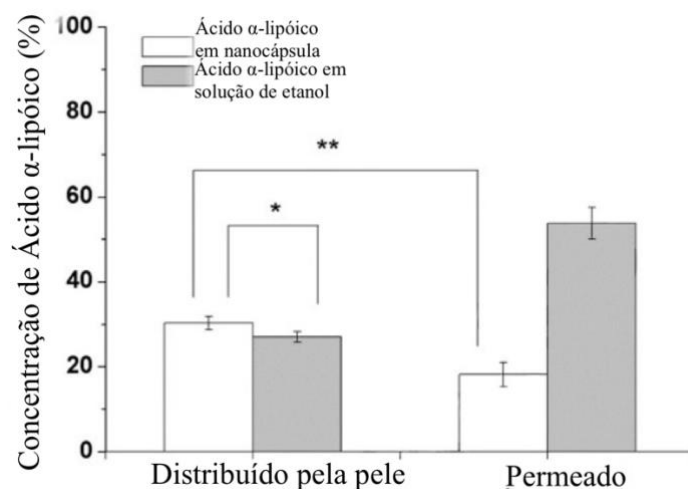 Concentração de Ácido α-lipóico (%)
100
80
60
40
20
0
Ácido α-lipóico
em nanocápsula
Ácido α-lipóico em
solução de etanol
**
*
Distribuído pela pele
Permeado